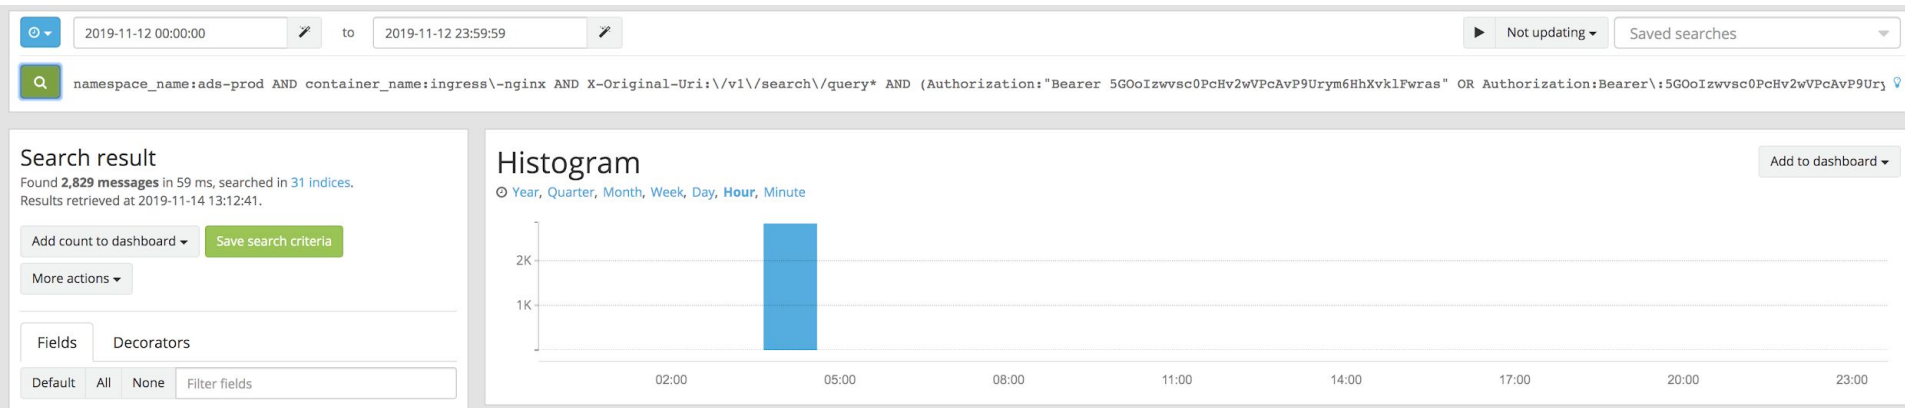 2019-11-12 00:00:00 to 2019-11-12 23:59:59 Not updating Saved searches
namespace_name:ads-prod AND container_name:ingress\-nginx AND X-Original-Uri:\/v1\/search\/query* AND (Authorization:"Bearer 5GOoIzwvsc0PcHv2wVPcAvP9Urym6HhXvklFwras" OR Authorization:Bearer\:5GOoIzwvsc0PcHv2wVPcAvP9Ury
Search result
Found 2,829 messages in 59 ms, searched in 31 indices.
Results retrieved at 2019-11-14 13:12:41.
Add count to dashboard Save search criteria
More actions
Fields Decorators
Default All None Filter fields
Histogram
Add to dashboard
Year, Quarter, Month, Week, Day, Hour, Minute
2K
1K
02:00 05:00 08:00 11:00 14:00 17:00 20:00 23:00